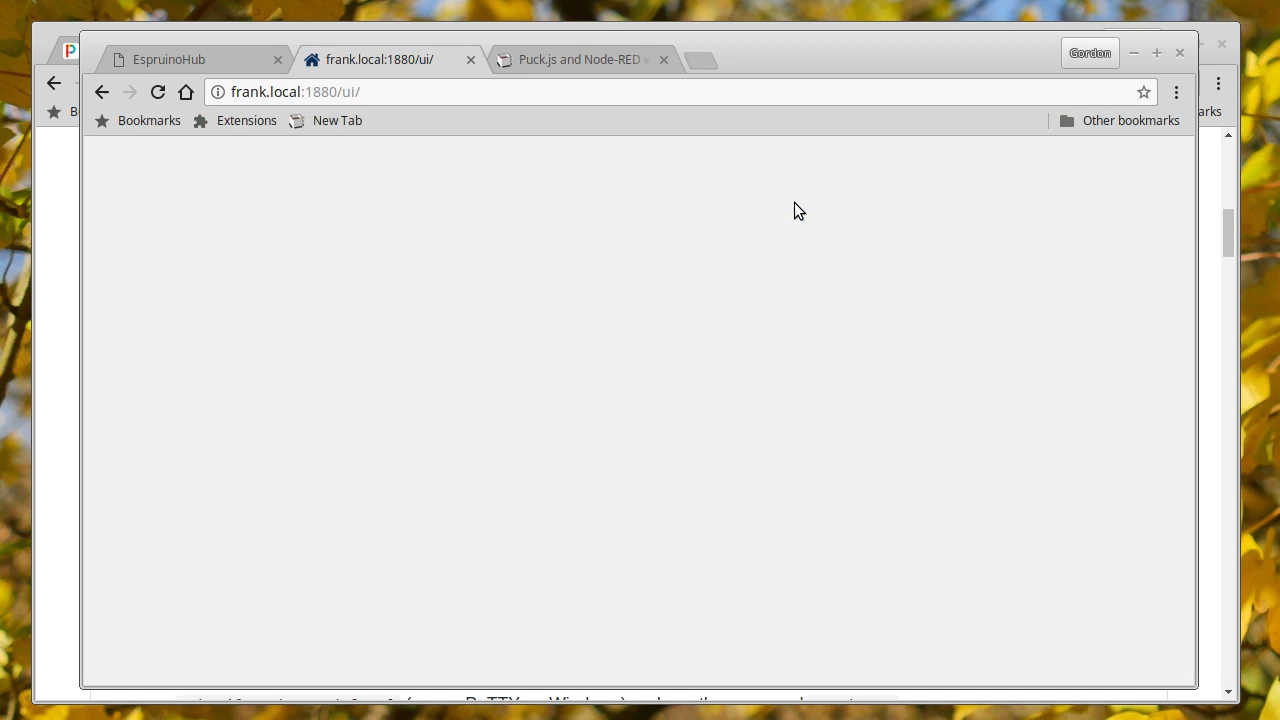 EspruinoHub
frank.local:1880/ui/
Puck.js and Node-RED
Gordon
frank.local:1880/ui/
Bookmarks
Extensions
New Tab
Other bookmarks
arks